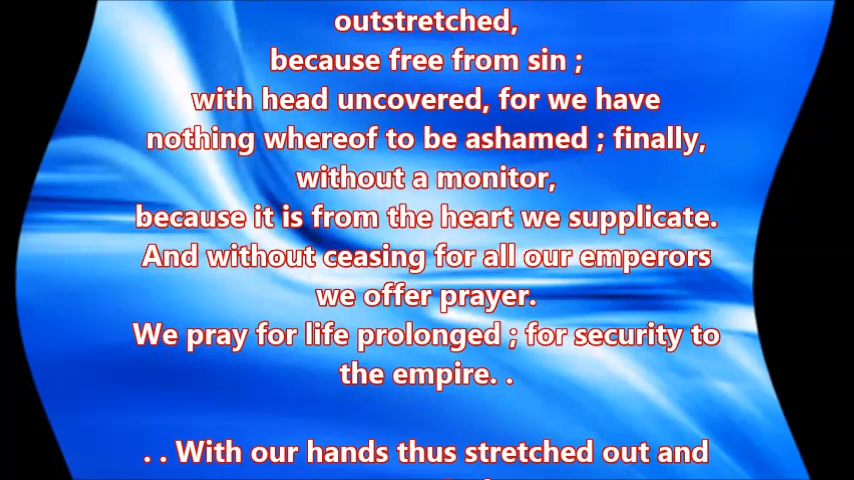 outstretched,
because free from sin ;
with head uncovered, for we have
nothing whereof to be ashamed ; finally,
without a monitor,
because it is from the heart we supplicate.
And without ceasing for all our emperors
we offer prayer.
We pray for life prolonged ; for security to
the empire. .
. . With our hands thus stretched out and